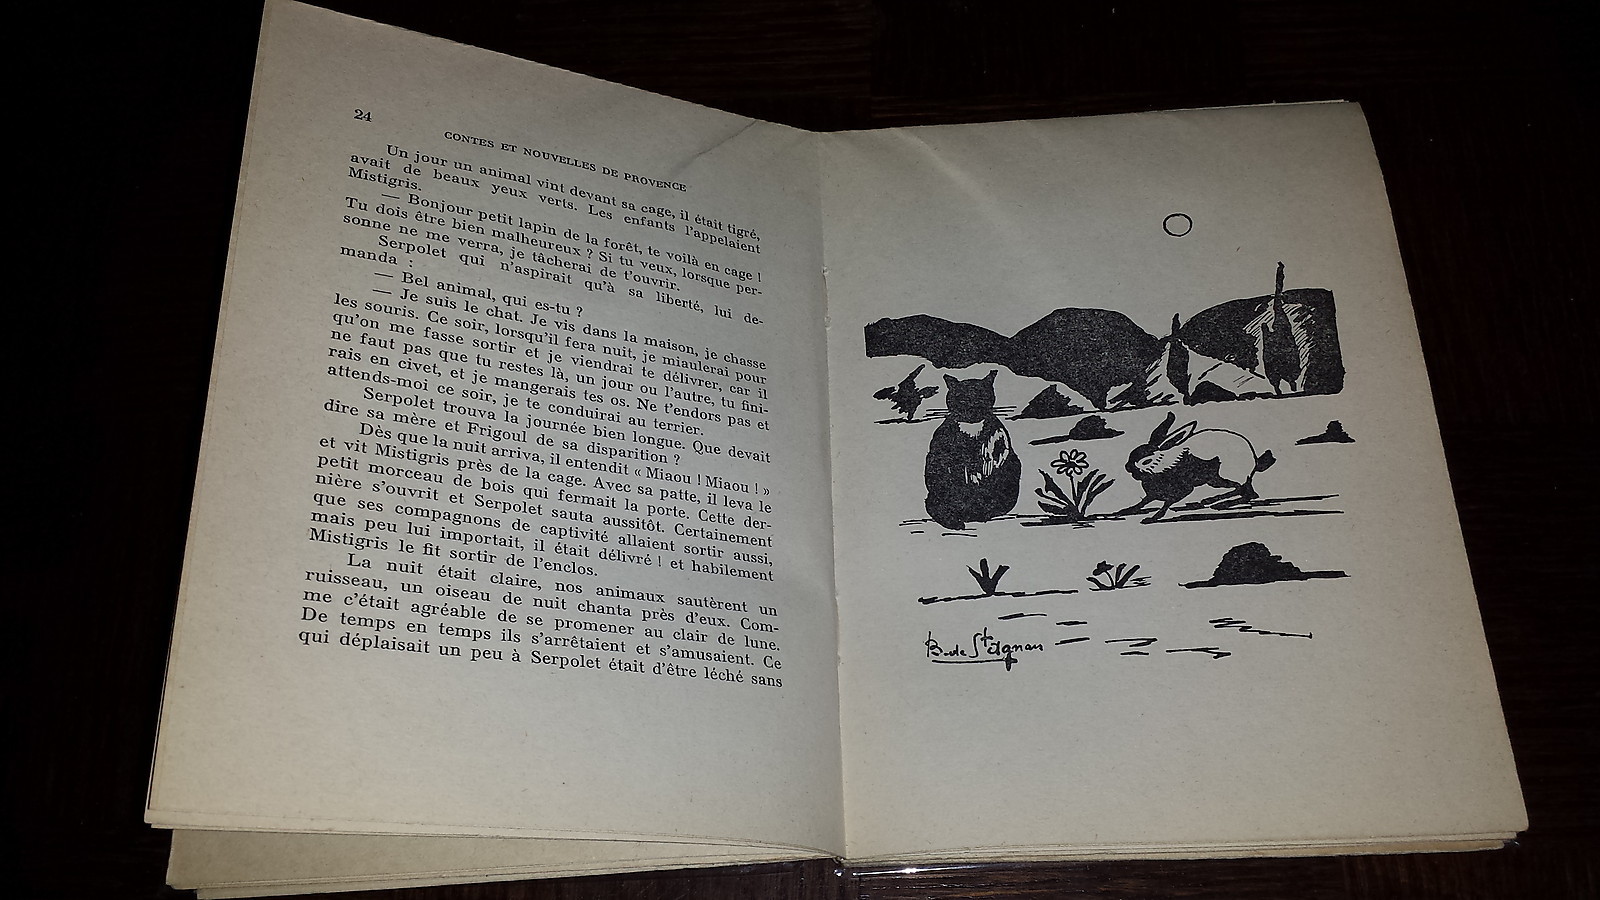 24
CONTES ET NOUVELLES DE PROVENCE
Un jour un animal vint devant sa cage, il était tigré,
avait de beaux yeux verts. Les enfants l'appelaient
Mistigris.
— Bonjour petit lapin de la forêt, te voilà en cage !
Tu dois être bien malheureux ? Si tu veux, lorsque per-
sonne ne me verra, je tâcherai de t'ouvrir.
Serpolet qui n'aspirait qu'à sa liberté, lui de-
manda :
— Bel animal, qui es-tu ?
— Je suis le chat. Je vis dans la maison, je chasse
les souris. Ce soir, lorsqu'il fera nuit, je miaulerai pour
qu'on me fasse sortir et je viendrai te délivrer, car il
ne faut pas que tu restes là, un jour ou l'autre, tu fini-
rais en civet, et je mangerais tes os. Ne t'endors pas et
attends-moi ce soir, je te conduirai au terrier.
Serpolet trouva la journée bien longue. Que devait
dire sa mère et Frigoul de sa disparition ?
Dès que la nuit arriva, il entendit « Miaou ! Miaou ! »
et vit Mistigris près de la cage. Avec sa patte, il leva le
petit morceau de bois qui fermait la porte. Cette der-
nière s'ouvrit et Serpolet sauta aussitôt. Certainement
que ses compagnons de captivité allaient sortir aussi,
mais peu lui importait, il était délivré ! et habilement
Mistigris le fit sortir de l'enclos.
La nuit était claire, nos animaux sautèrent un
ruisseau, un oiseau de nuit chanta près d'eux. Com-
me c'était agréable de se promener au clair de lune.
De temps en temps ils s'arrêtaient et s'amusaient. Ce
qui déplaisait un peu à Serpolet était d'être léché sans
B. de St